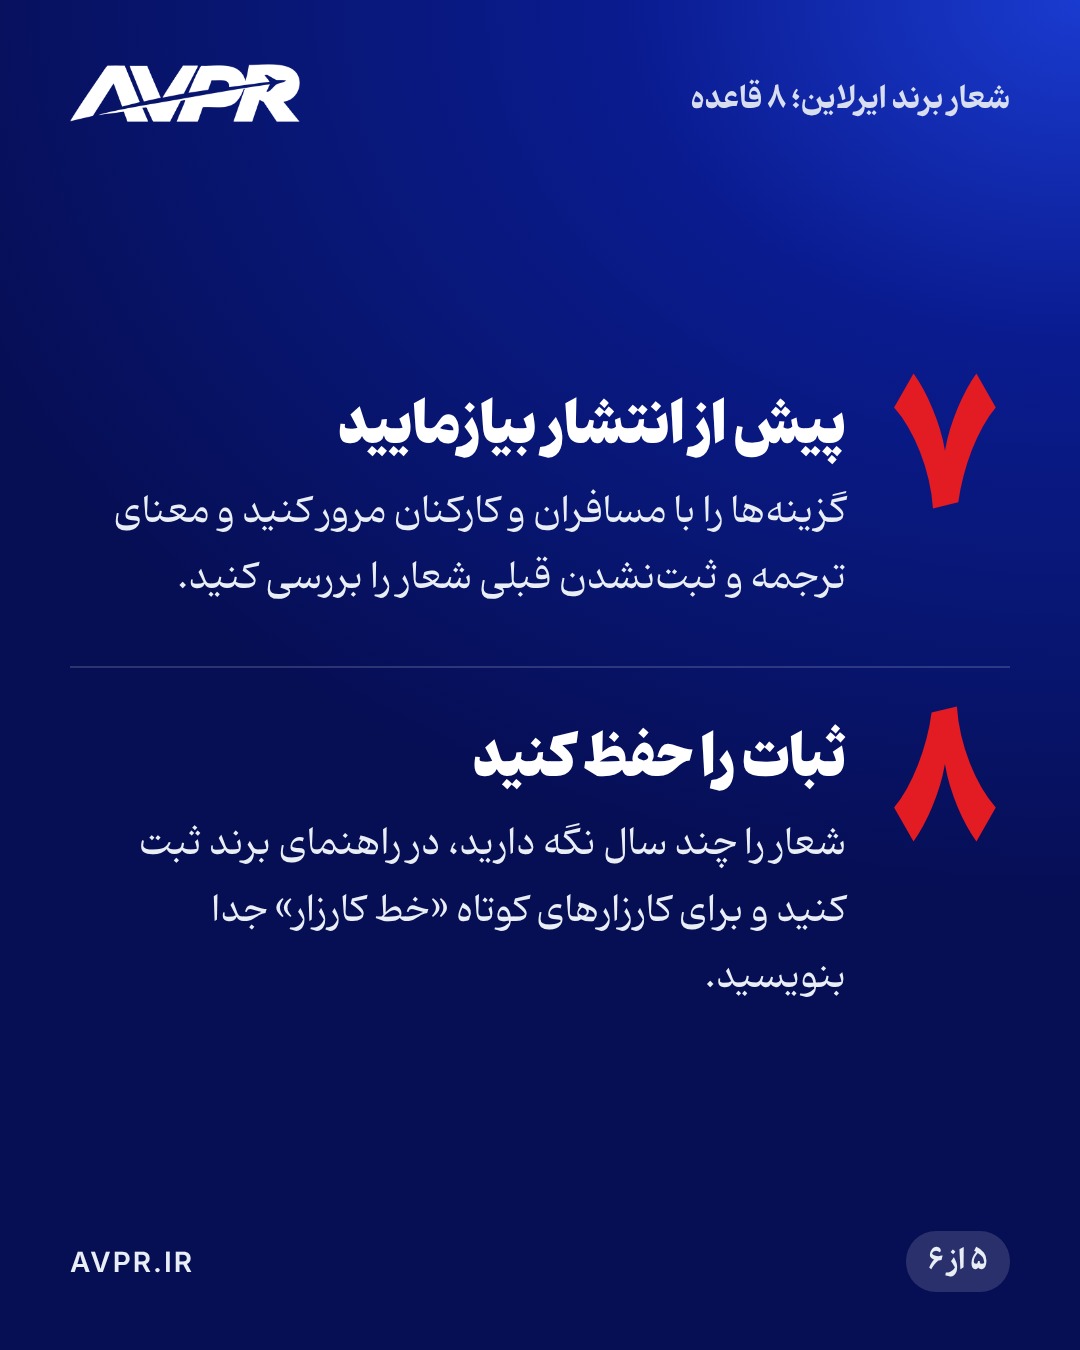 شعار برند ایرلاین؛ ۸ قاعده
AVPR
۷
پیش از انتشار بیازمایید
گزینه‌ها را با مسافران و کارکنان مرور کنید و معنای
ترجمه و ثبت‌نشدن قبلی شعار را بررسی کنید.
۸
ثبات را حفظ کنید
شعار را چند سال نگه دارید، در راهنمای برند ثبت
کنید و برای کارزارهای کوتاه «خط کارزار» جدا
بنویسید.
۵ از ۶
AVPR.IR